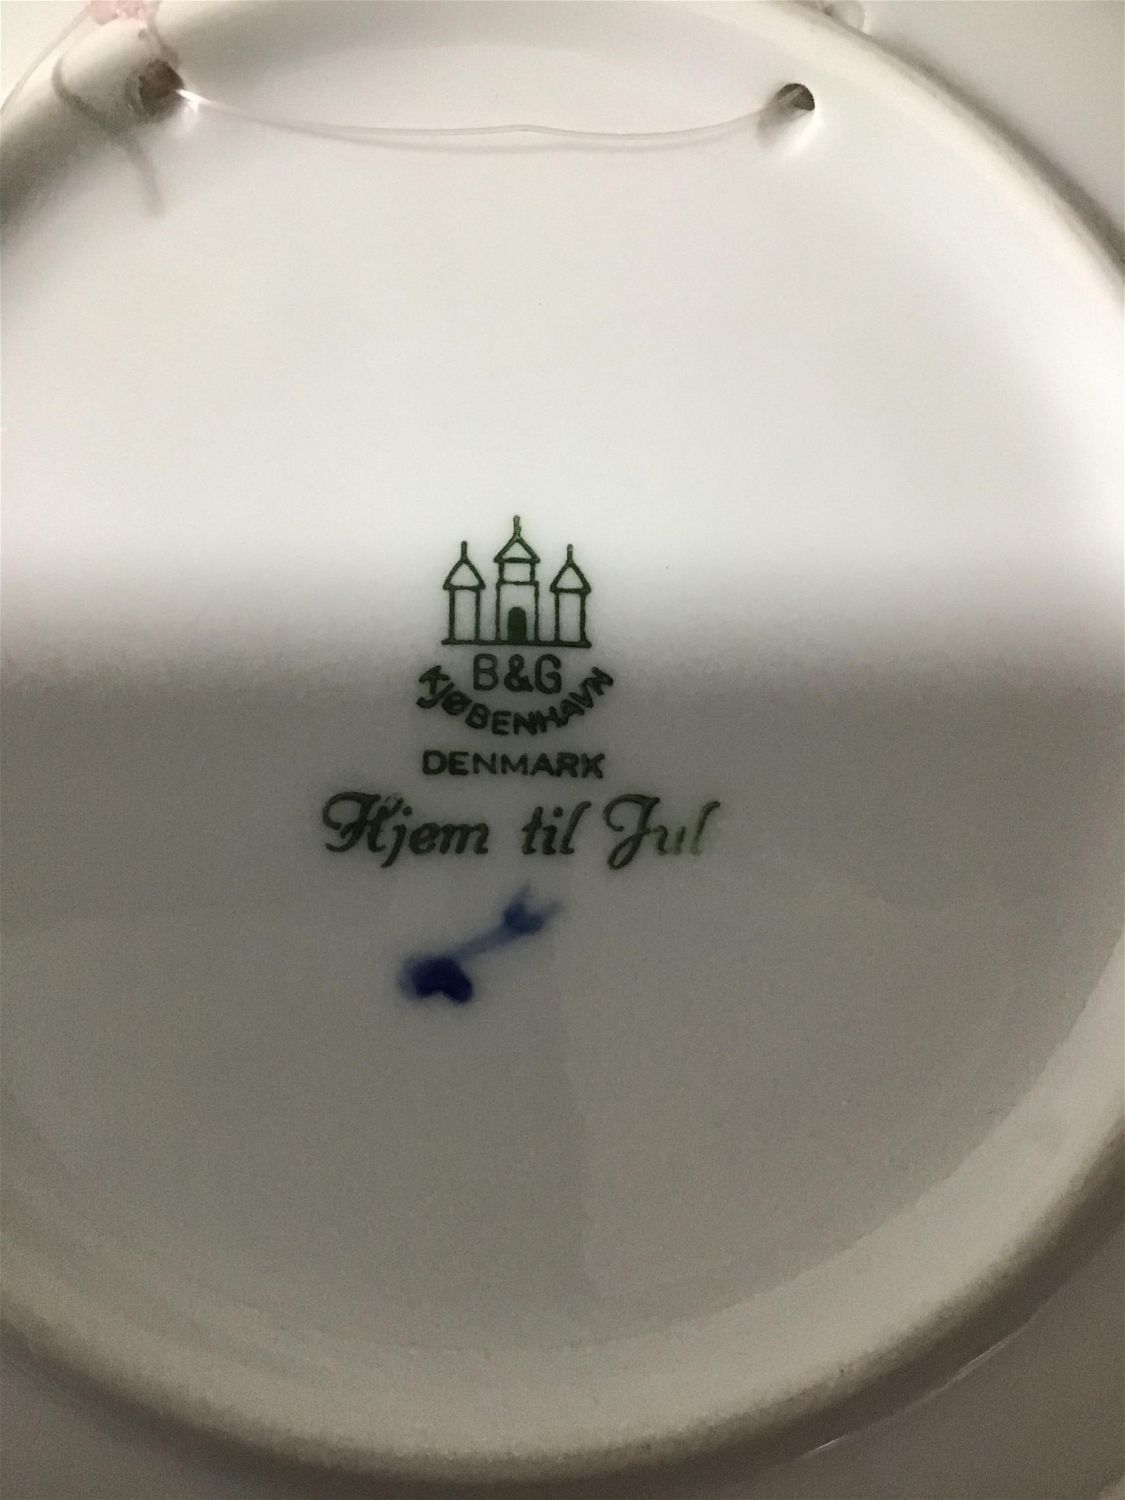 B&G
KJØBENHAVN
DENMARK
Hjem til Jul